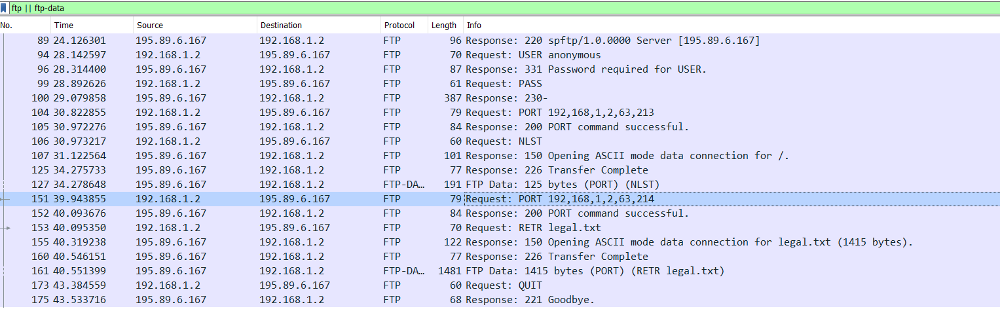 ftp || ftp-data
No. Time Source Destination Protocol Length Info
89 24.126301 195.89.6.167 192.168.1.2 FTP 96 Response: 220 spftp/1.0.0000 Server [195.89.6.167]
94 28.142597 192.168.1.2 195.89.6.167 FTP 70 Request: USER anonymous
96 28.314400 195.89.6.167 192.168.1.2 FTP 87 Response: 331 Password required for USER.
99 28.892626 192.168.1.2 195.89.6.167 FTP 61 Request: PASS
100 29.079858 195.89.6.167 192.168.1.2 FTP 387 Response: 230-
104 30.822855 192.168.1.2 195.89.6.167 FTP 79 Request: PORT 192,168,1,2,63,213
105 30.972276 195.89.6.167 192.168.1.2 FTP 84 Response: 200 PORT command successful.
106 30.973217 192.168.1.2 195.89.6.167 FTP 60 Request: NLST
107 31.122564 195.89.6.167 192.168.1.2 FTP 101 Response: 150 Opening ASCII mode data connection for /.
125 34.275733 195.89.6.167 192.168.1.2 FTP 77 Response: 226 Transfer Complete
127 34.278648 195.89.6.167 192.168.1.2 FTP-DA… 191 FTP Data: 125 bytes (PORT) (NLST)
151 39.943855 192.168.1.2 195.89.6.167 FTP 79 Request: PORT 192,168,1,2,63,214
152 40.093676 195.89.6.167 192.168.1.2 FTP 84 Response: 200 PORT command successful.
153 40.095350 192.168.1.2 195.89.6.167 FTP 70 Request: RETR legal.txt
155 40.319238 195.89.6.167 192.168.1.2 FTP 122 Response: 150 Opening ASCII mode data connection for legal.txt (1415 bytes).
160 40.546151 195.89.6.167 192.168.1.2 FTP 77 Response: 226 Transfer Complete
161 40.551399 195.89.6.167 192.168.1.2 FTP-DA… 1481 FTP Data: 1415 bytes (PORT) (RETR legal.txt)
173 43.384559 192.168.1.2 195.89.6.167 FTP 60 Request: QUIT
175 43.533716 195.89.6.167 192.168.1.2 FTP 68 Response: 221 Goodbye.